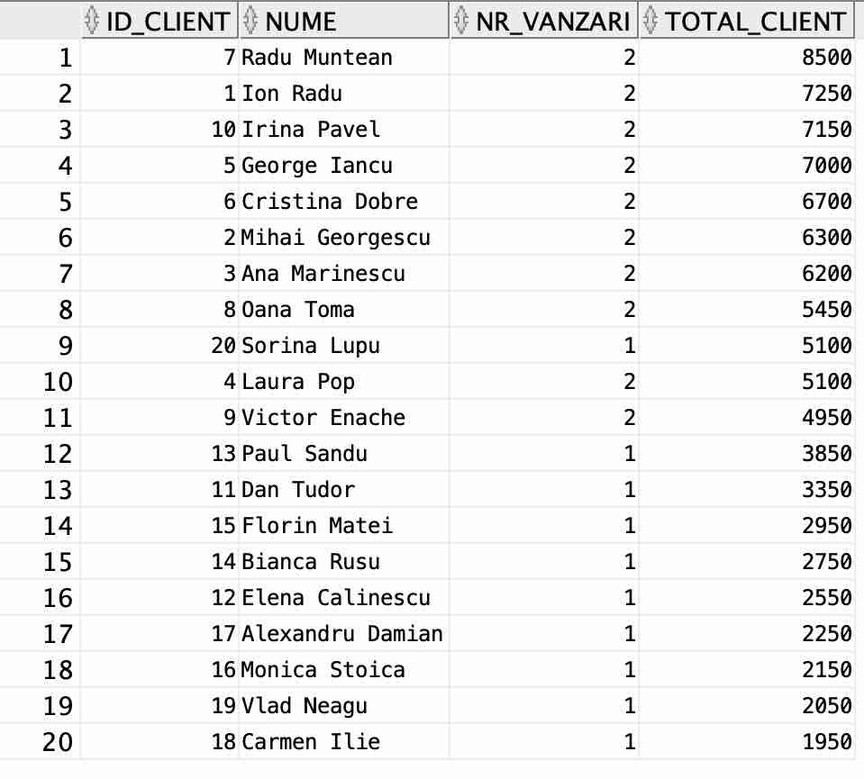 ID_CLIENT NUME NR_VANZARI TOTAL_CLIENT
1 7 Radu Muntean 2 8500
2 1 Ion Radu 2 7250
3 10 Irina Pavel 2 7150
4 5 George Iancu 2 7000
5 6 Cristina Dobre 2 6700
6 2 Mihai Georgescu 2 6300
7 3 Ana Marinescu 2 6200
8 8 Oana Toma 2 5450
9 20 Sorina Lupu 1 5100
10 4 Laura Pop 2 5100
11 9 Victor Enache 2 4950
12 13 Paul Sandu 1 3850
13 11 Dan Tudor 1 3350
14 15 Florin Matei 1 2950
15 14 Bianca Rusu 1 2750
16 12 Elena Calinescu 1 2550
17 17 Alexandru Damian 1 2250
18 16 Monica Stoica 1 2150
19 19 Vlad Neagu 1 2050
20 18 Carmen Ilie 1 1950